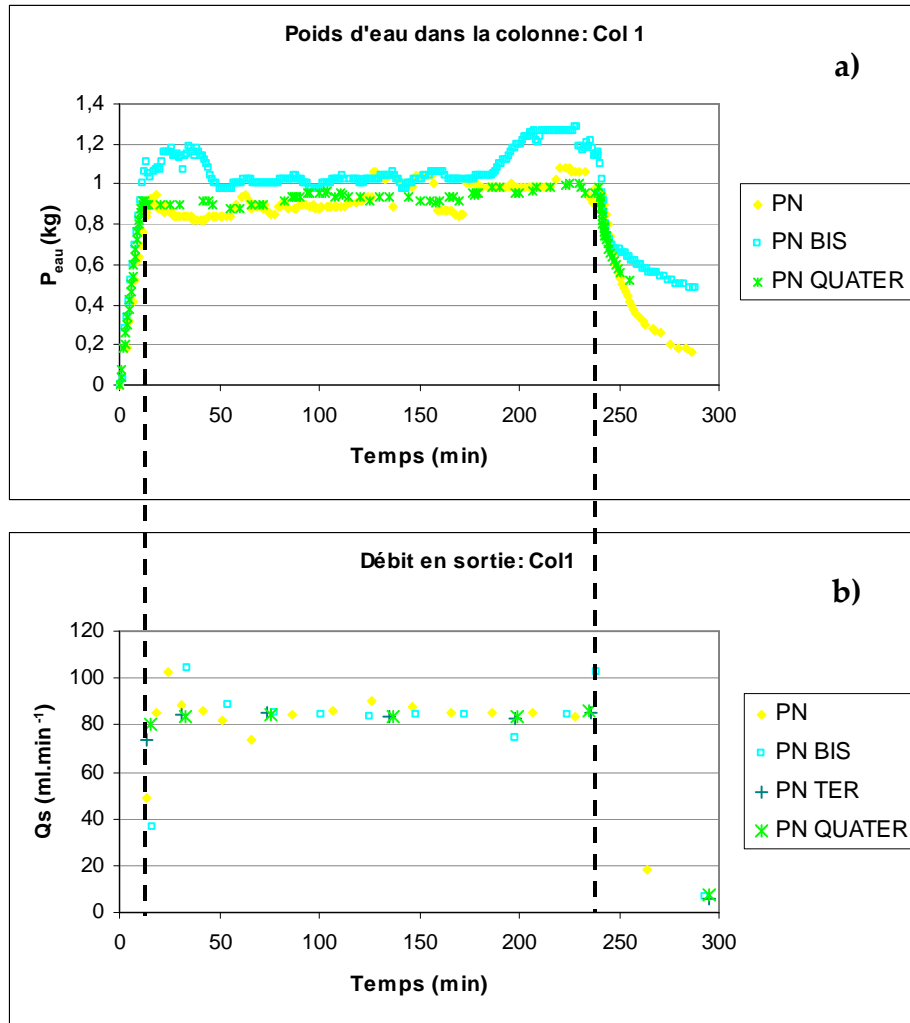 Poids d'eau dans la colonne: Col 1
a)
1,4
1,2
1
0,8
0,6
0,4
0,2
0
P eau (kg)
0 50 100 150 200 250 300
Temps (min)
PN
PN BIS
PN QUATER
Débit en sortie: Col1
b)
120
100
80
60
40
20
0
Qs (ml.min -1)
0 50 100 150 200 250 300
Temps (min)
PN
PN BIS
PN TER
PN QUATER